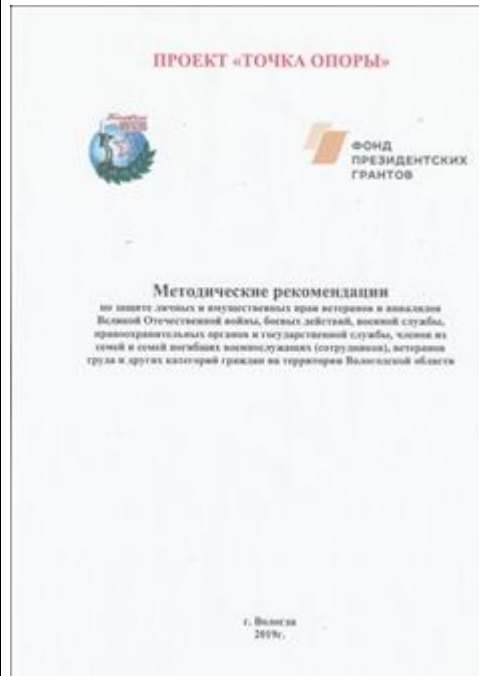 ПРОЕКТ «ТОЧКА ОПОРЫ»
ФОНД
ПРЕЗИДЕНТСКИХ
ГРАНТОВ
Методические рекомендации
по защите личных и имущественных прав ветеранов и инвалидов
Великой Отечественной войны, боевых действий, военной службы,
правоохранительных органов и государственной службы, членов их
семей и семей погибших военнослужащих (сотрудников), ветеранов
труда и других категорий граждан на территории Вологодской области
г. Вологда
2019г.